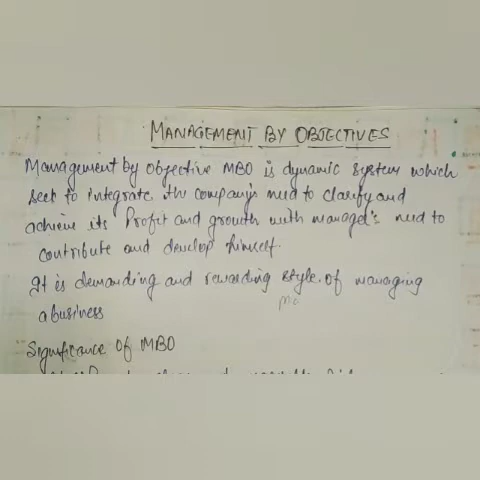 MANAGEMENT BY OBJECTIVES
Management by objective MBO is dynamic system which
seek to integrate the company's need to clarify and
achieve its Profit and growth with manager's need to
contribute and develop himself.
It is demanding and rewarding style of managing
a business
Significance of MBO